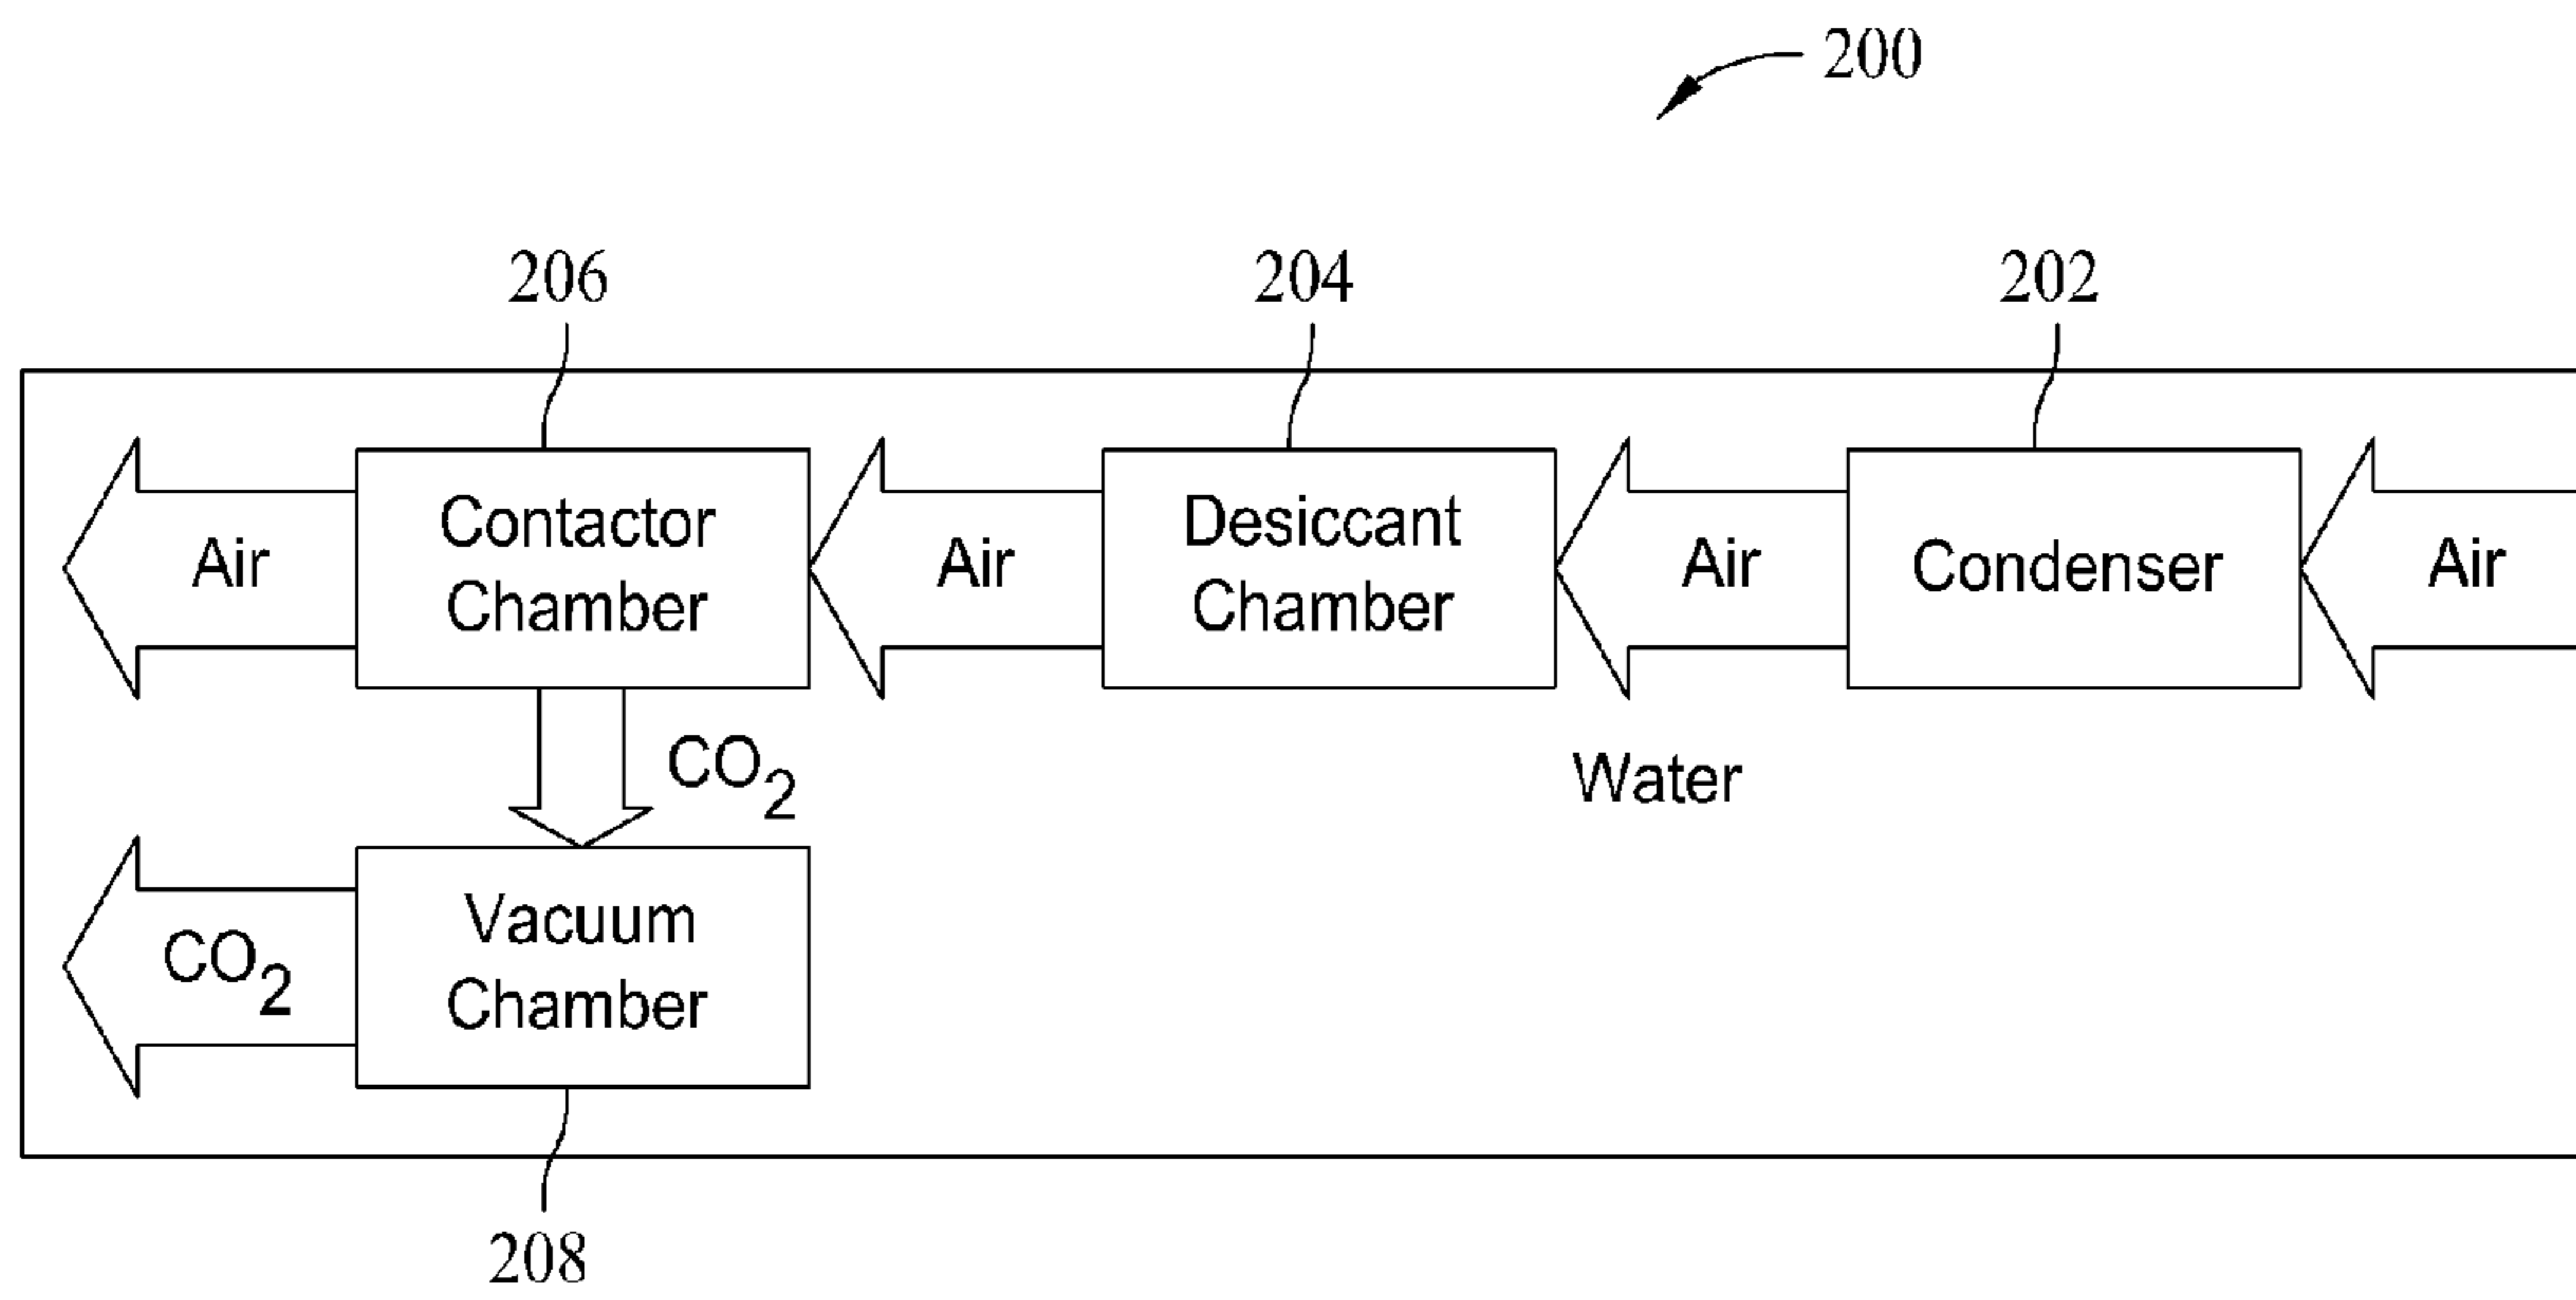 200
206
204
202
Air
Contactor
Chamber
Air
Desiccant
Chamber
Air
Condenser
Air
CO2
Water
CO2
Vacuum
Chamber
208